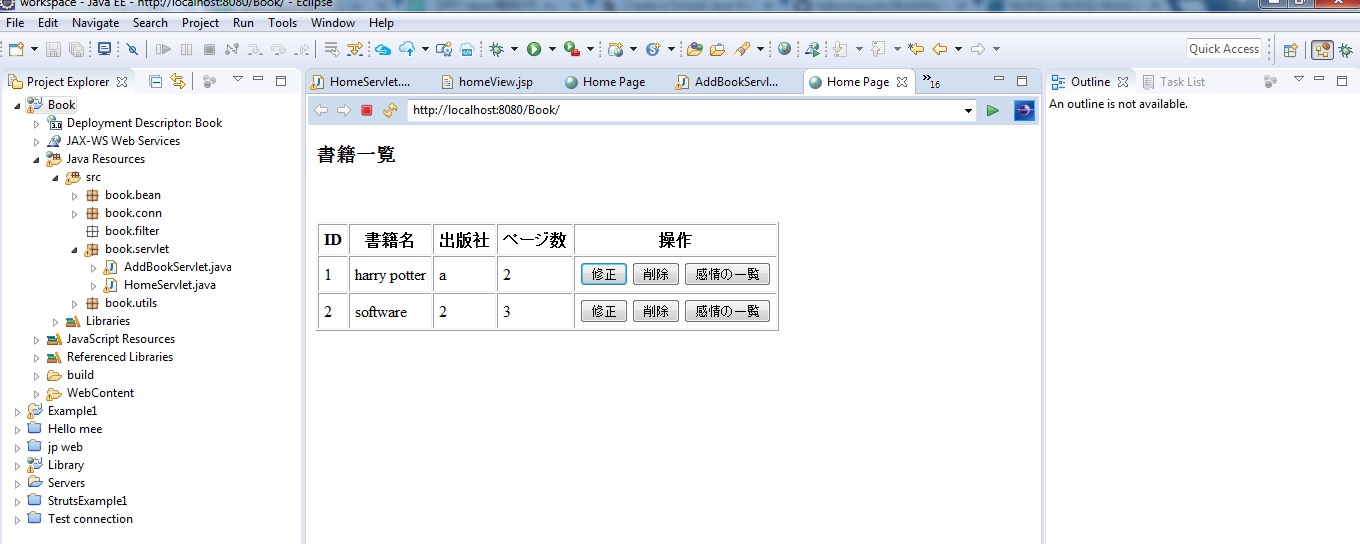 workspace - Java EE - http://localhost:8080/Book/ - Eclipse
File Edit Navigate Search Project Run Tools Window Help
Quick Access
Project Explorer
Book
Deployment Descriptor: Book
3.0
JAX-WS Web Services
Java Resources
src
book.bean
book.conn
book.filter
book.servlet
AddBookServlet.java
HomeServlet.java
book.utils
Libraries
JavaScript Resources
Referenced Libraries
build
WebContent
Example1
Hello mee
jp web
Library
Servers
StrutsExample1
Test connection
HomeServlet.... homeView.jsp Home Page AddBookServl... Home Page »16
http://localhost:8080/Book/
書籍一覧
ID 書籍名 出版社 ページ数 操作
1 harry potter a 2 修正 削除 感情の一覧
2 software 2 3 修正 削除 感情の一覧
Outline Task List
An outline is not available.